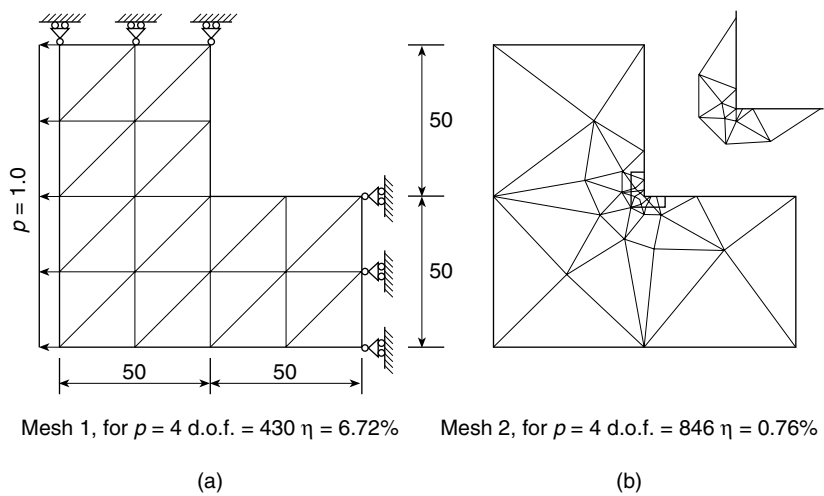 p = 1.0
50
50
50
50
Mesh 1, for p = 4 d.o.f. = 430 η = 6.72%
Mesh 2, for p = 4 d.o.f. = 846 η = 0.76%
(a)
(b)